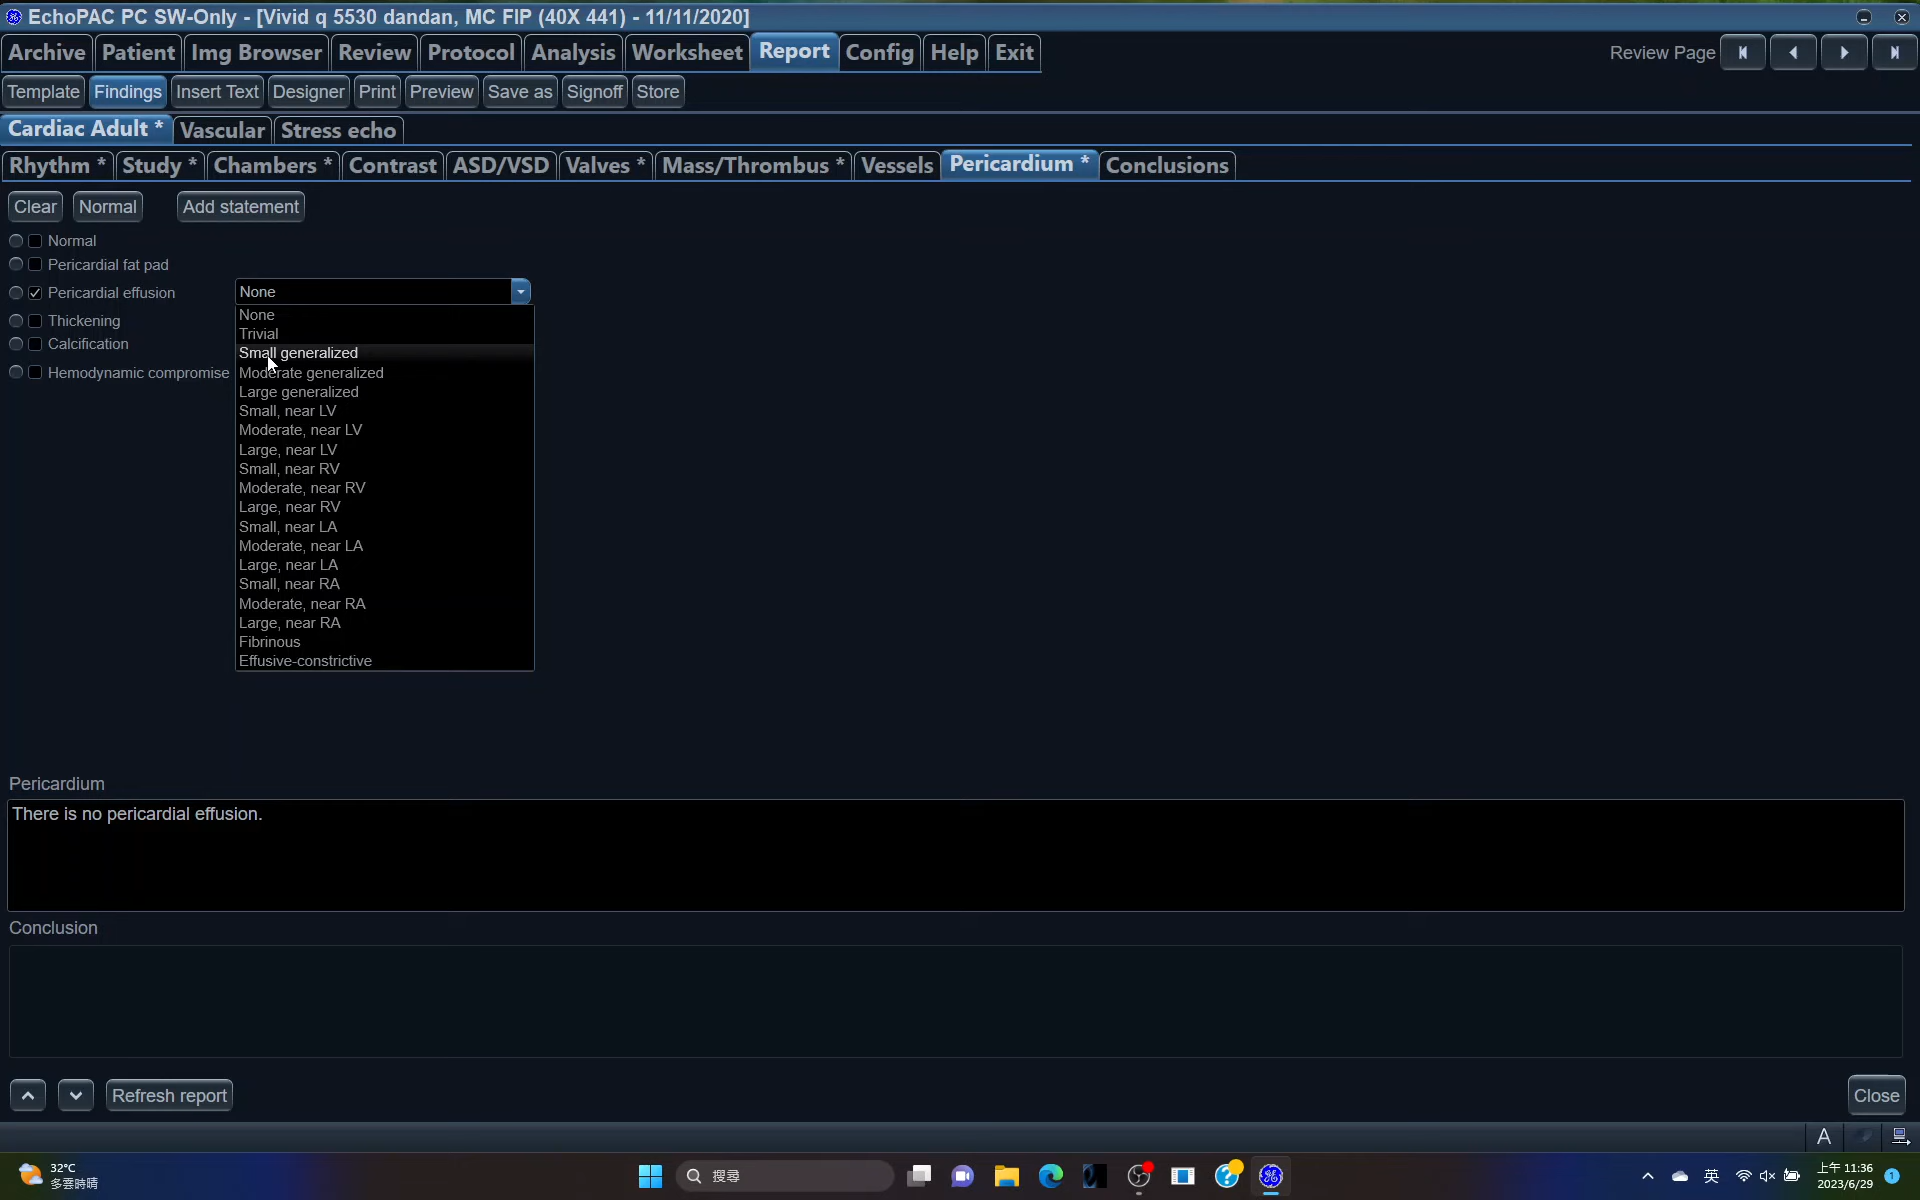 EchoPAC PC SW-Only - [Vivid q 5530 dandan, MC FIP (40X 441) - 11/11/2020]
Archive Patient Img Browser Review Protocol Analysis Worksheet Report Config Help Exit Review Page
Template Findings Insert Text Designer Print Preview Save as Signoff Store
Cardiac Adult * Vascular Stress echo
Rhythm * Study * Chambers * Contrast ASD/VSD Valves * Mass/Thrombus * Vessels Pericardium * Conclusions
Clear Normal Add statement
Normal
Pericardial fat pad
Pericardial effusion
Thickening
Calcification
Hemodynamic compromise
None
None
Trivial
Small generalized
Moderate generalized
Large generalized
Small, near LV
Moderate, near LV
Large, near LV
Small, near RV
Moderate, near RV
Large, near RV
Small, near LA
Moderate, near LA
Large, near LA
Small, near RA
Moderate, near RA
Large, near RA
Fibrinous
Effusive-constrictive
Pericardium
There is no pericardial effusion.
Conclusion
Refresh report Close
A
32°C
多雲時晴
搜尋
英
上午 11:36
2023/6/29
1